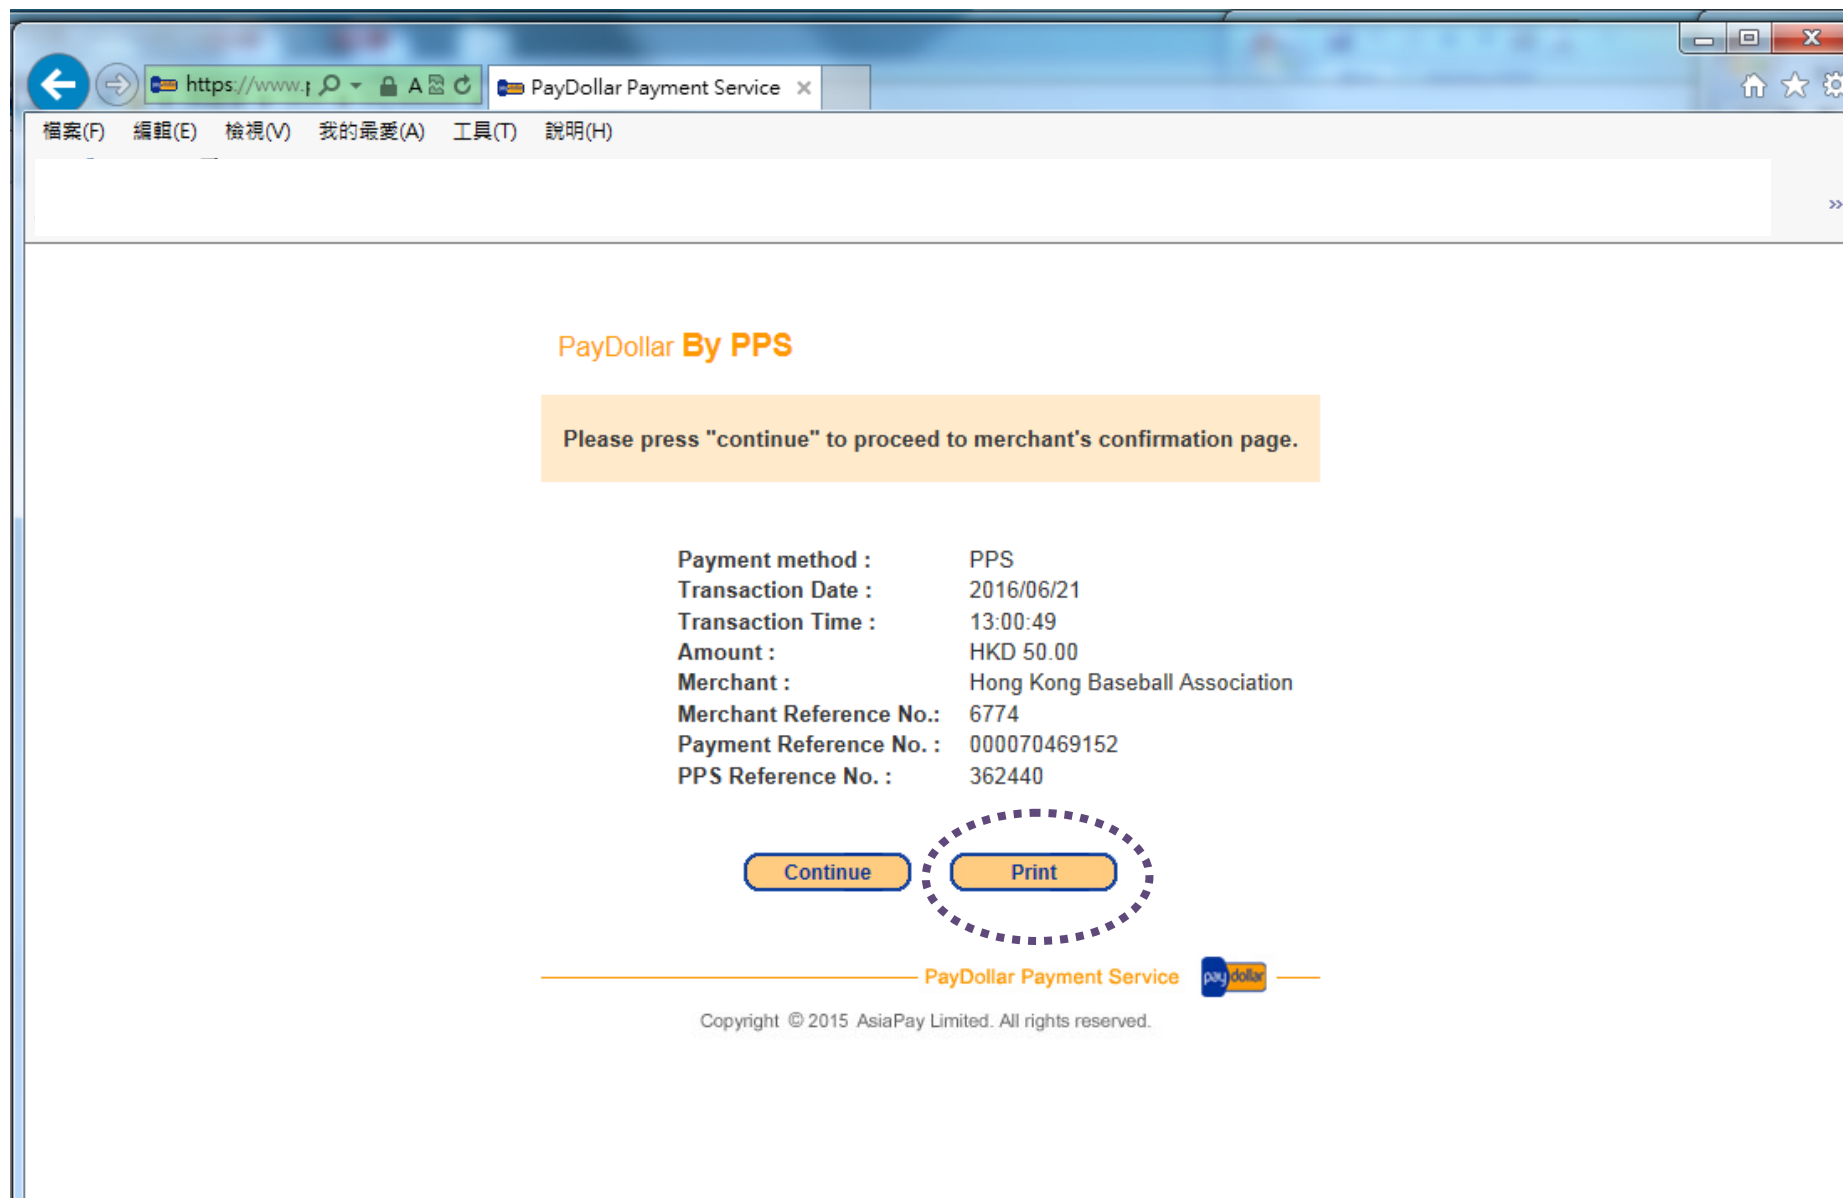 https://www.p
PayDollar Payment Service
檔案(F) 編輯(E) 檢視(V) 我的最愛(A) 工具(T) 說明(H)
PayDollar By PPS
Please press "continue" to proceed to merchant's confirmation page.
Payment method : PPS
Transaction Date : 2016/06/21
Transaction Time : 13:00:49
Amount : HKD 50.00
Merchant : Hong Kong Baseball Association
Merchant Reference No.: 6774
Payment Reference No. : 000070469152
PPS Reference No. : 362440
Continue Print
PayDollar Payment Service pay dollar
Copyright © 2015 AsiaPay Limited. All rights reserved.